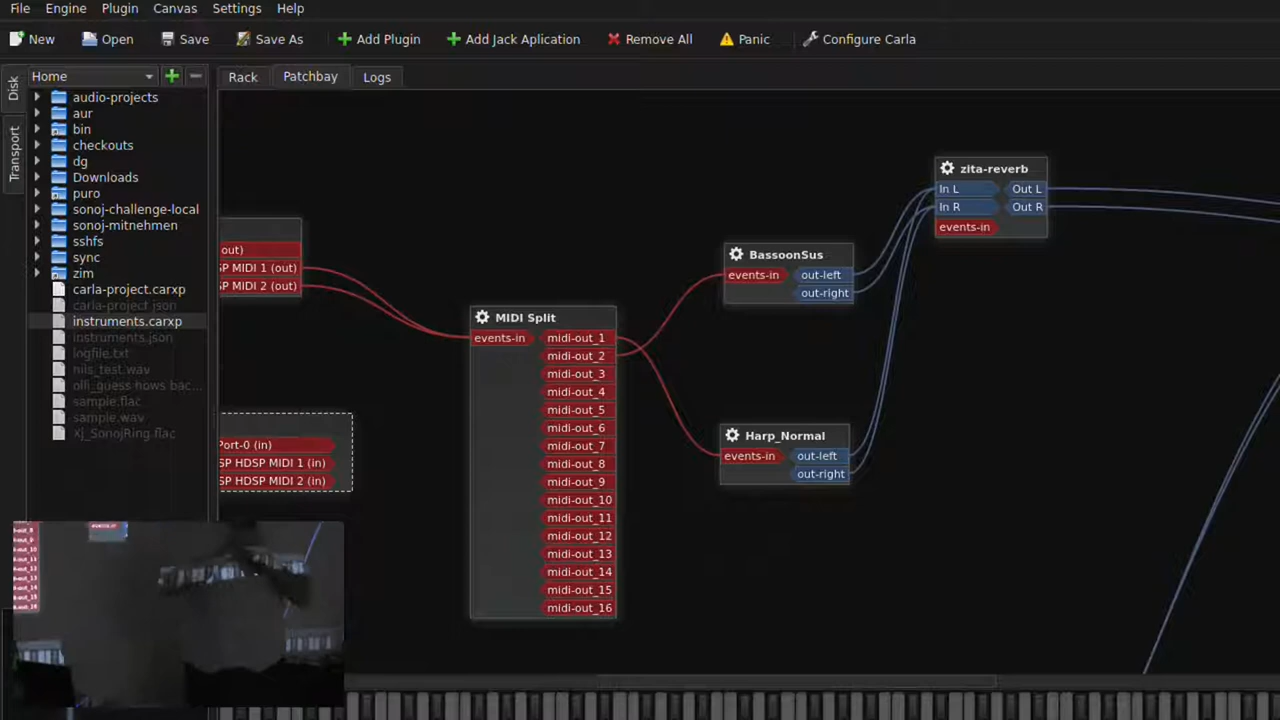 File Engine Plugin Canvas Settings Help
New Open Save Save As Add Plugin Add Jack Aplication Remove All Panic Configure Carla
Disk
Transport
Home
audio-projects
aur
bin
checkouts
dg
Downloads
puro
sonoj-challenge-local
sonoj-mitnehmen
sshfs
sync
zim
carla-project.carxp
carla-project.json
instruments.carxp
instruments.json
logfile.txt
nils_test.wav
olli_guess hows bac...
sample.flac
sample.wav
Xj_SonojRing.flac
Rack Patchbay Logs
out)
SP MIDI 1 (out)
SP MIDI 2 (out)
Port-0 (in)
SP HDSP MIDI 1 (in)
SP HDSP MIDI 2 (in)
MIDI Split
events-in midi-out_1
midi-out_2
midi-out_3
midi-out_4
midi-out_5
midi-out_6
midi-out_7
midi-out_8
midi-out_9
midi-out_10
midi-out_11
midi-out_12
midi-out_13
midi-out_14
midi-out_15
midi-out_16
BassoonSus
events-in out-left
out-right
Harp_Normal
events-in out-left
out-right
zita-reverb
In L Out L
In R Out R
events-in